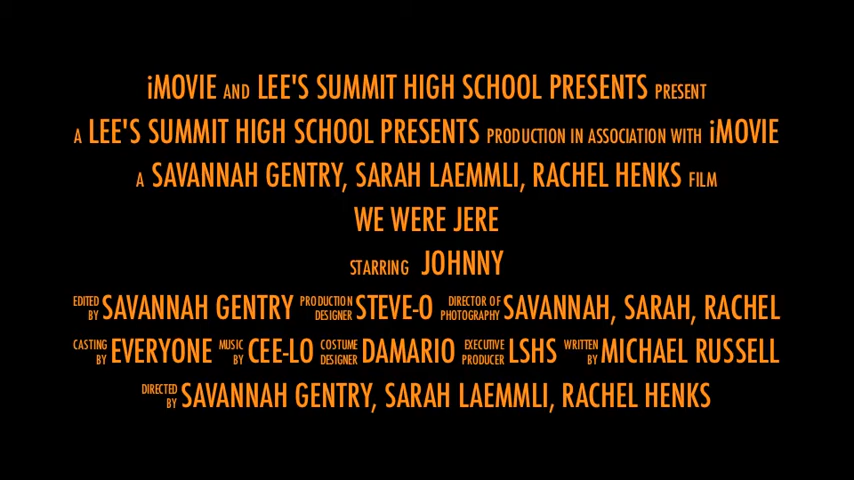 iMOVIE AND LEE'S SUMMIT HIGH SCHOOL PRESENTS PRESENT
A LEE'S SUMMIT HIGH SCHOOL PRESENTS PRODUCTION IN ASSOCIATION WITH iMOVIE
A SAVANNAH GENTRY, SARAH LAEMMLI, RACHEL HENKS FILM
WE WERE JERE
STARRING JOHNNY
EDITED BY SAVANNAH GENTRY PRODUCTION DESIGNER STEVE-O DIRECTOR OF PHOTOGRAPHY SAVANNAH, SARAH, RACHEL
CASTING BY EVERYONE MUSIC BY CEE-LO COSTUME DESIGNER DAMARIO EXECUTIVE PRODUCER LSHS WRITTEN BY MICHAEL RUSSELL
DIRECTED BY SAVANNAH GENTRY, SARAH LAEMMLI, RACHEL HENKS